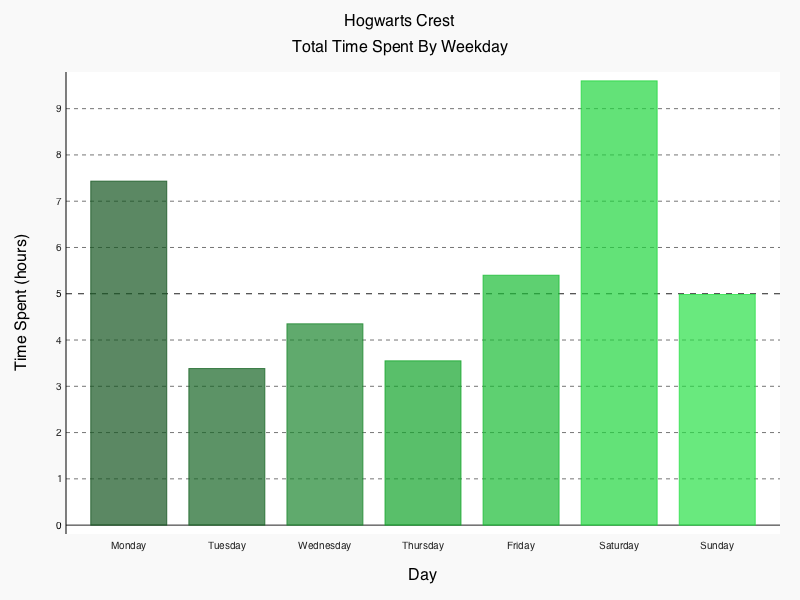 Hogwarts Crest
Total Time Spent By Weekday
Time Spent (hours)
9
8
7
6
5
4
3
2
1
0
Monday Tuesday Wednesday Thursday Friday Saturday Sunday
Day